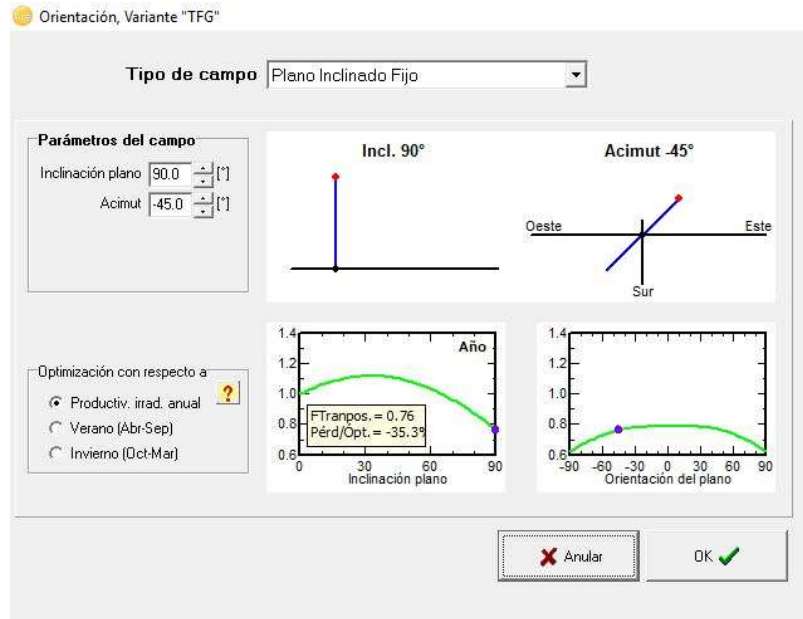 Orientación, Variante "TFG"
Tipo de campo Plano Inclinado Fijo
Parámetros del campo
Inclinación plano 90.0 [°]
Acimut -45.0 [°]
Incl. 90°
Acimut -45°
Oeste
Este
Sur
Optimización con respecto a
?
Productiv. irrad. anual
Verano (Abr-Sep)
Invierno (Oct-Mar)
1.4
1.2
1.0
0.8
0.6
Año
FTranpos.= 0.76
Pérd/Ópt.= -35.3%
0 30 60 90
Inclinación plano
1.4
1.2
1.0
0.8
0.6
-90 -60 -30 0 30 60 90
Orientación del plano
Anular
OK